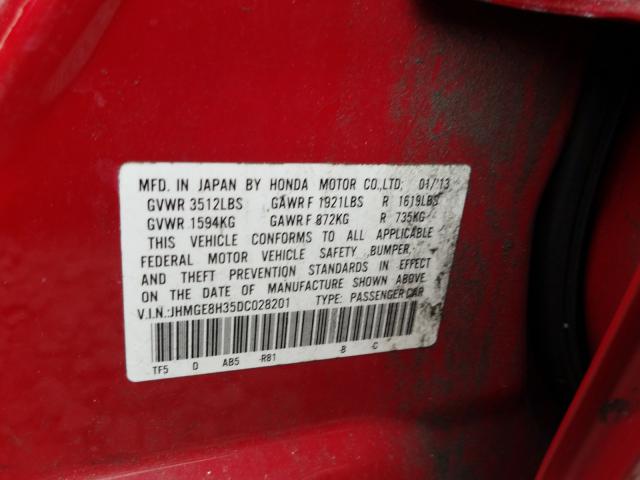 MFD. IN JAPAN BY HONDA MOTOR CO.,LTD. 01/13
GVWR 3512LBS GAWR F 1921LBS R 1619LBS
GVWR 1594KG GAWR F 872KG R 735KG
THIS VEHICLE CONFORMS TO ALL APPLICABLE
FEDERAL MOTOR VEHICLE SAFETY, BUMPER,
AND THEFT PREVENTION STANDARDS IN EFFECT
ON THE DATE OF MANUFACTURE SHOWN ABOVE.
V.I.N.:JHMGE8H35DC028201 TYPE: PASSENGER CAR
TF5 D AB5 -R81 -B -C